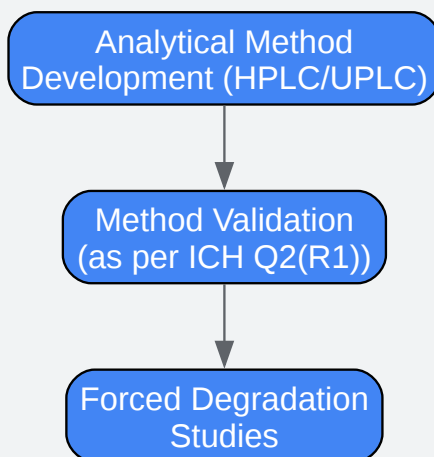 Analytical Method
Development (HPLC/UPLC)
Method Validation
(as per ICH Q2(R1))
Forced Degradation
Studies